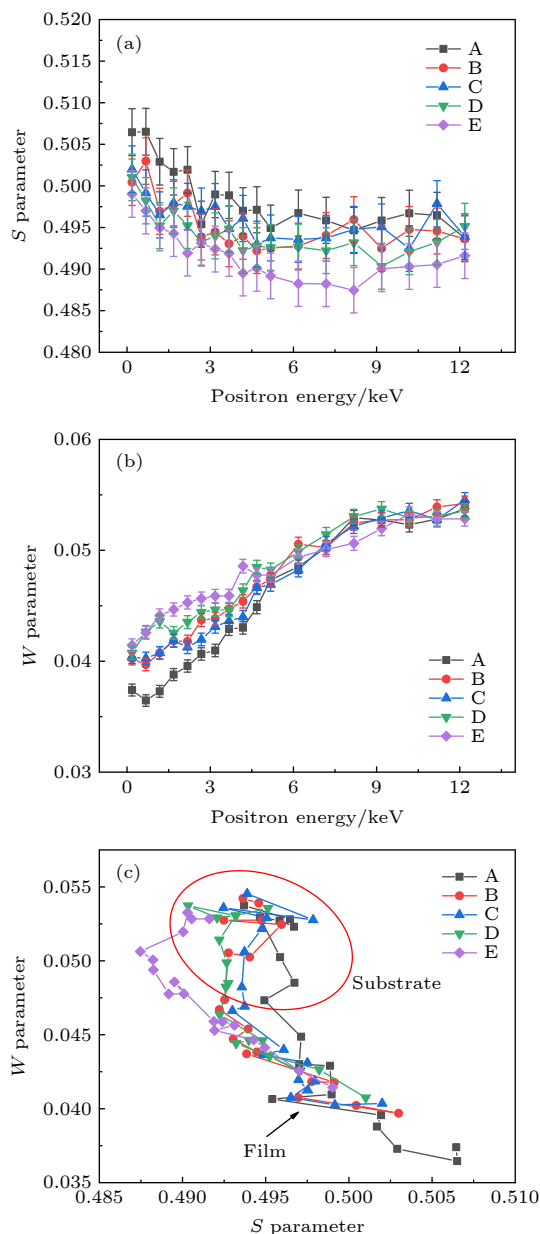 0.520
(a)
A
0.515
B
C
0.510
D
E
0.505
0.500
0.495
0.490
0.485
0.480
S parameter
0 3 6 9 12
Positron energy/keV
0.06
(b)
0.05
0.04
0.03
W parameter
A
B
C
D
E
0 3 6 9 12
Positron energy/keV
(c)
A
0.055
B
C
D
E
0.050
Substrate
0.045
0.040
Film
0.035
W parameter
0.485 0.490 0.495 0.500 0.505 0.510
S parameter